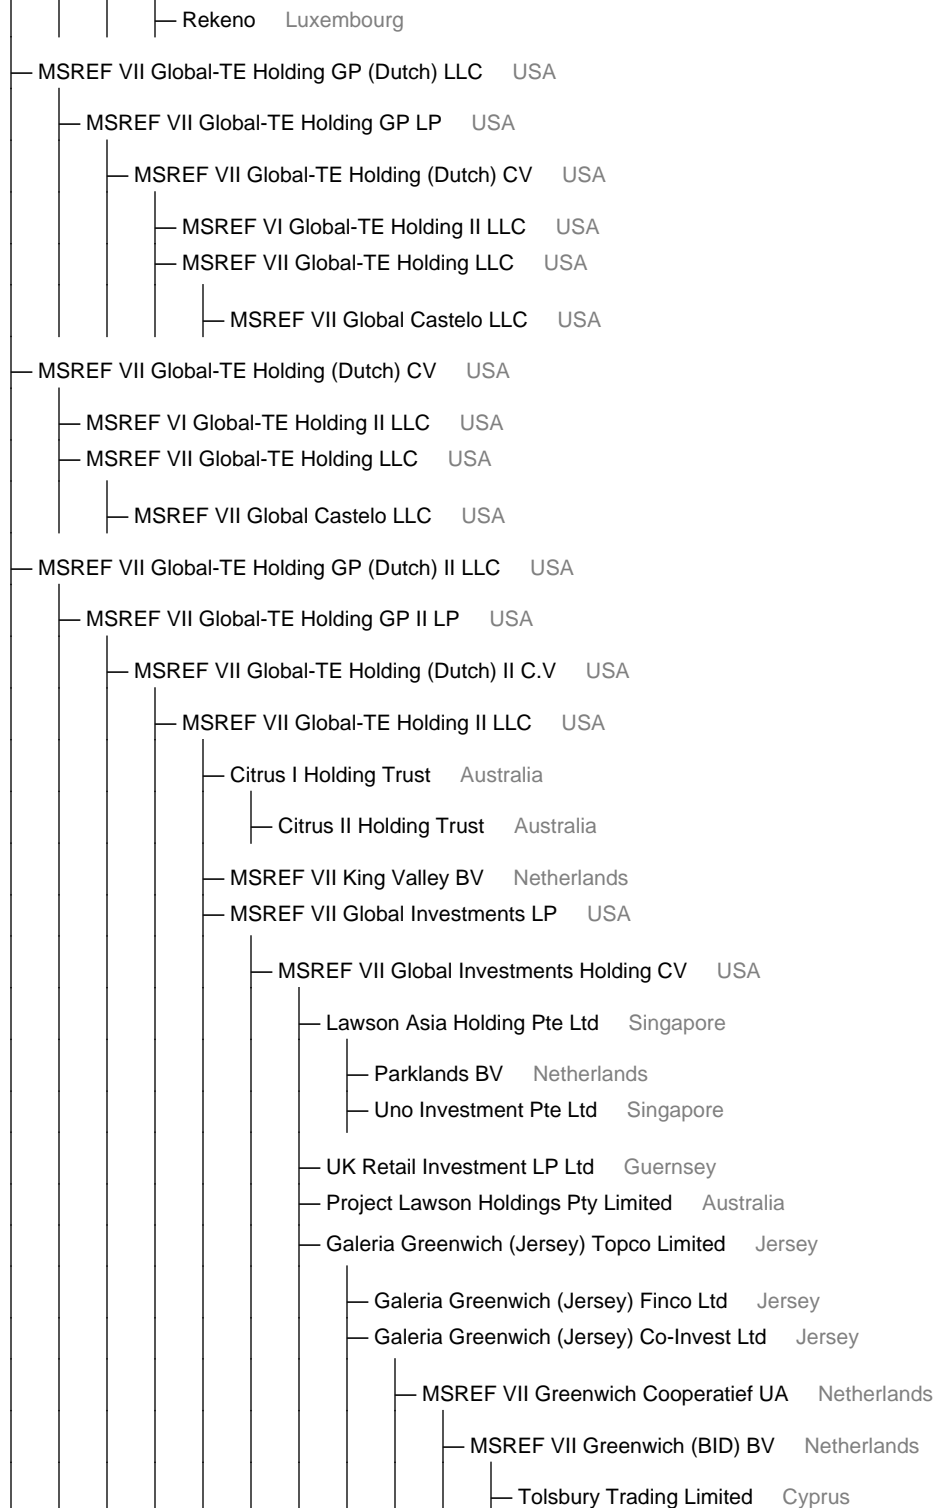 Rekeno Luxembourg
MSREF VII Global-TE Holding GP (Dutch) LLC USA
MSREF VII Global-TE Holding GP LP USA
MSREF VII Global-TE Holding (Dutch) CV USA
MSREF VI Global-TE Holding II LLC USA
MSREF VII Global-TE Holding LLC USA
MSREF VII Global Castelo LLC USA
MSREF VII Global-TE Holding (Dutch) CV USA
MSREF VI Global-TE Holding II LLC USA
MSREF VII Global-TE Holding LLC USA
MSREF VII Global Castelo LLC USA
MSREF VII Global-TE Holding GP (Dutch) II LLC USA
MSREF VII Global-TE Holding GP II LP USA
MSREF VII Global-TE Holding (Dutch) II C.V USA
MSREF VII Global-TE Holding II LLC USA
Citrus I Holding Trust Australia
Citrus II Holding Trust Australia
MSREF VII King Valley BV Netherlands
MSREF VII Global Investments LP USA
MSREF VII Global Investments Holding CV USA
Lawson Asia Holding Pte Ltd Singapore
Parklands BV Netherlands
Uno Investment Pte Ltd Singapore
UK Retail Investment LP Ltd Guernsey
Project Lawson Holdings Pty Limited Australia
Galeria Greenwich (Jersey) Topco Limited Jersey
Galeria Greenwich (Jersey) Finco Ltd Jersey
Galeria Greenwich (Jersey) Co-Invest Ltd Jersey
MSREF VII Greenwich Cooperatief UA Netherlands
MSREF VII Greenwich (BID) BV Netherlands
Tolsbury Trading Limited Cyprus